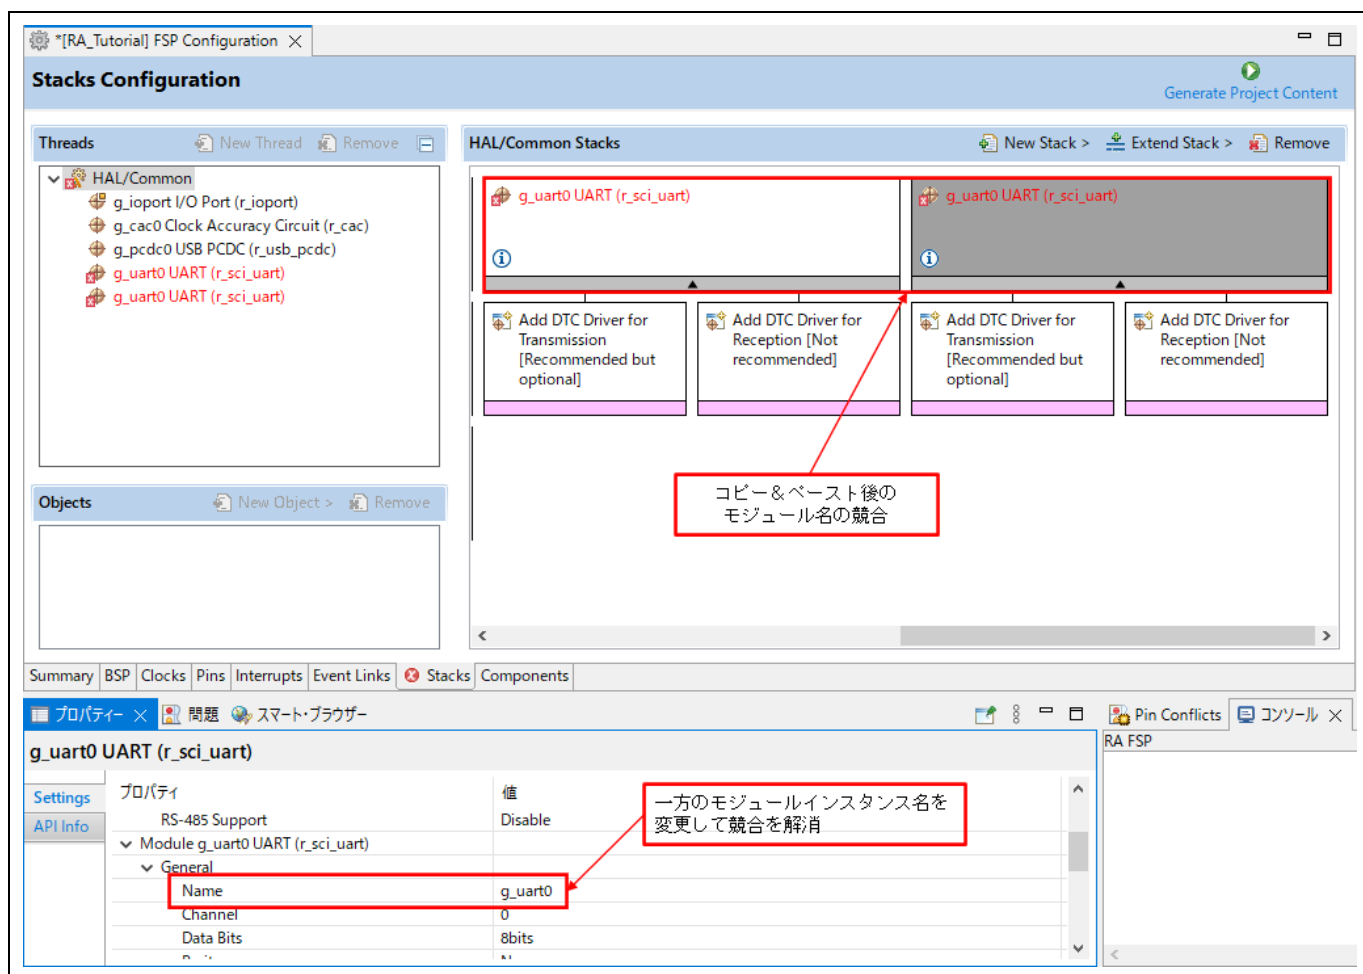 *[RA_Tutorial] FSP Configuration
Stacks Configuration
Generate Project Content
Threads
New Thread
Remove
HAL/Common
g_ioport I/O Port (r_ioport)
g_cac0 Clock Accuracy Circuit (r_cac)
g_pcdc0 USB PCDC (r_usb_pcdc)
g_uart0 UART (r_sci_uart)
g_uart0 UART (r_sci_uart)
Objects
New Object >
Remove
HAL/Common Stacks
New Stack >
Extend Stack >
Remove
g_uart0 UART (r_sci_uart)
g_uart0 UART (r_sci_uart)
Add DTC Driver for
Transmission
[Recommended but
optional]
Add DTC Driver for
Reception [Not
recommended]
Add DTC Driver for
Transmission
[Recommended but
optional]
Add DTC Driver for
Reception [Not
recommended]
コピー＆ペースト後の
モジュール名の競合
Summary BSP Clocks Pins Interrupts Event Links Stacks Components
プロパティー 問題 スマート・ブラウザー
g_uart0 UART (r_sci_uart)
Settings
API Info
プロパティ 値
RS-485 Support Disable
Module g_uart0 UART (r_sci_uart)
General
Name g_uart0
Channel 0
Data Bits 8bits
一方のモジュールインスタンス名を
変更して競合を解消
Pin Conflicts コンソール
RA FSP